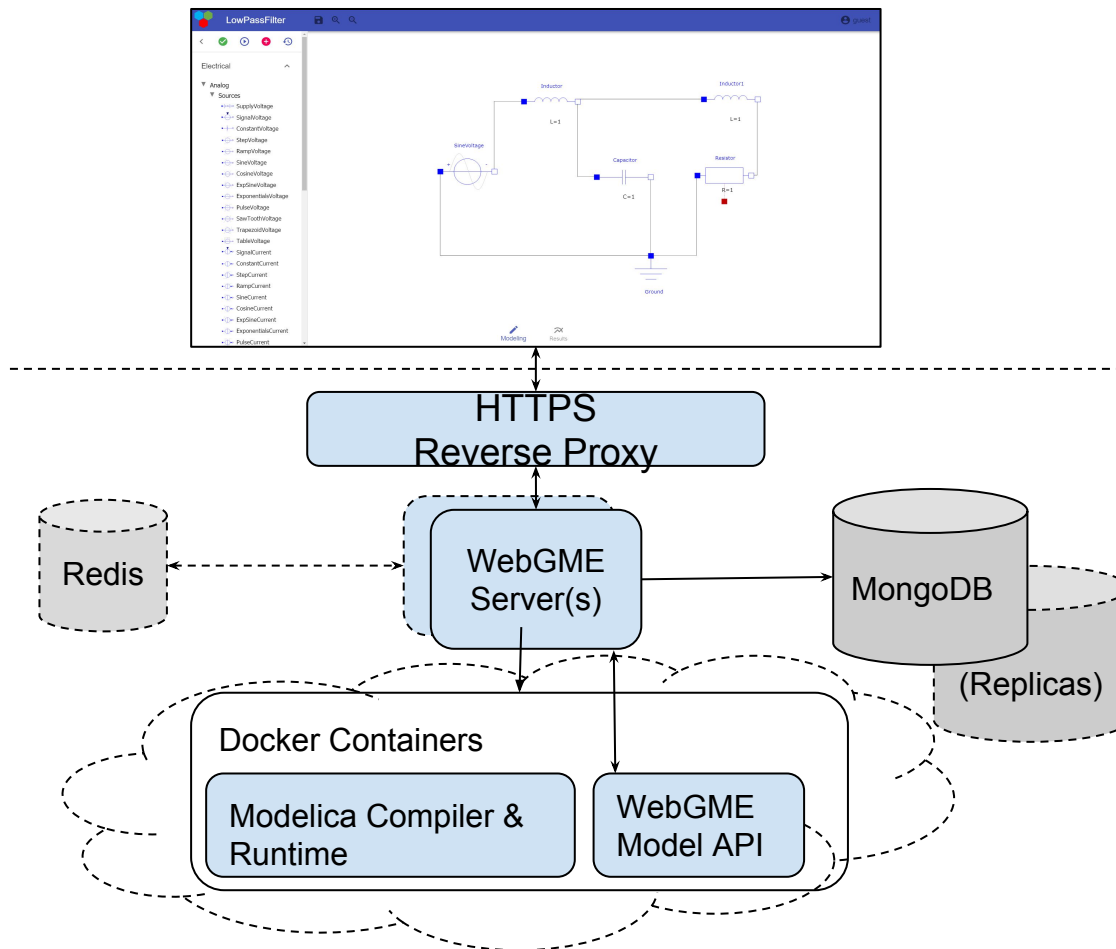 LowPassFilter
guest
Electrical
Analog
Sources
SupplyVoltage
SignalVoltage
ConstantVoltage
StepVoltage
RampVoltage
SineVoltage
CosineVoltage
ExpSineVoltage
ExponentialsVoltage
PulseVoltage
SawToothVoltage
TrapezoidVoltage
TableVoltage
SignalCurrent
ConstantCurrent
StepCurrent
RampCurrent
SineCurrent
CosineCurrent
ExpSineCurrent
ExponentialsCurrent
PulseCurrent
Inductor
L=1
Inductor1
L=1
SineVoltage
+ -
Capacitor
C=1
Resistor
R=1
Ground
Modeling
Results
HTTPS
Reverse Proxy
Redis
WebGME
Server(s)
MongoDB
(Replicas)
Docker Containers
Modelica Compiler &
Runtime
WebGME
Model API